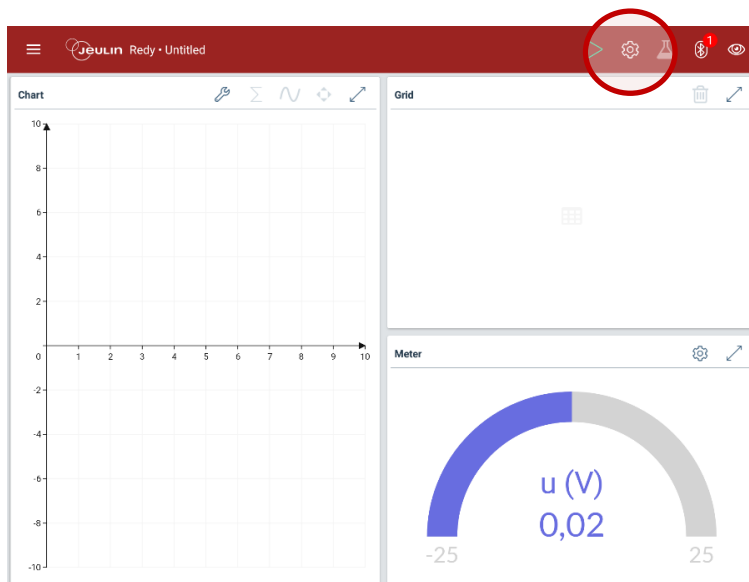 Jeulin Redy • Untitled
1
Chart
10
8
6
4
2
0 1 2 3 4 5 6 7 8 9 10
-2
-4
-6
-8
-10
Grid
Meter
u (V)
0,02
-25 25